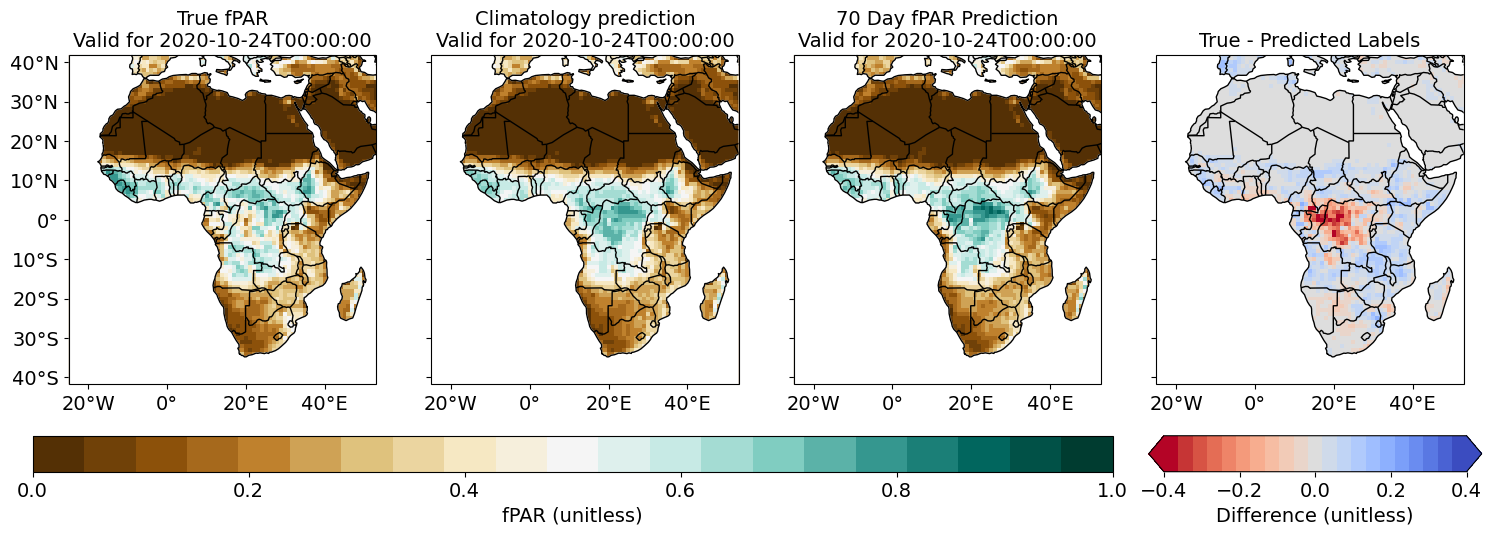 True fPAR
Valid for 2020-10-24T00:00:00
Climatology prediction
Valid for 2020-10-24T00:00:00
70 Day fPAR Prediction
Valid for 2020-10-24T00:00:00
True - Predicted Labels
40°N
30°N
20°N
10°N
0°
10°S
20°S
30°S
40°S
20°W 0° 20°E 40°E
20°W 0° 20°E 40°E
20°W 0° 20°E 40°E
20°W 0° 20°E 40°E
0.0 0.2 0.4 0.6 0.8 1.0
fPAR (unitless)
−0.4 −0.2 0.0 0.2 0.4
Difference (unitless)